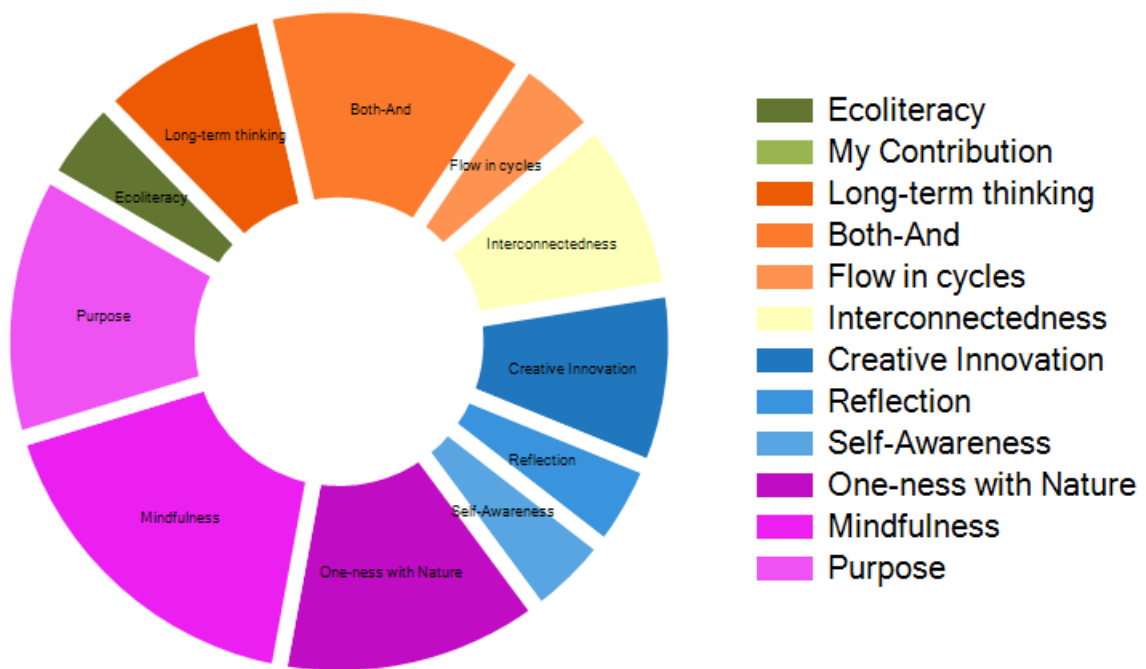 Both-And
Long-term thinking
Flow in cycles
Ecoliteracy
Interconnectedness
Purpose
Creative Innovation
Reflection
Self-Awareness
Mindfulness
One-ness with Nature
Ecoliteracy
My Contribution
Long-term thinking
Both-And
Flow in cycles
Interconnectedness
Creative Innovation
Reflection
Self-Awareness
One-ness with Nature
Mindfulness
Purpose